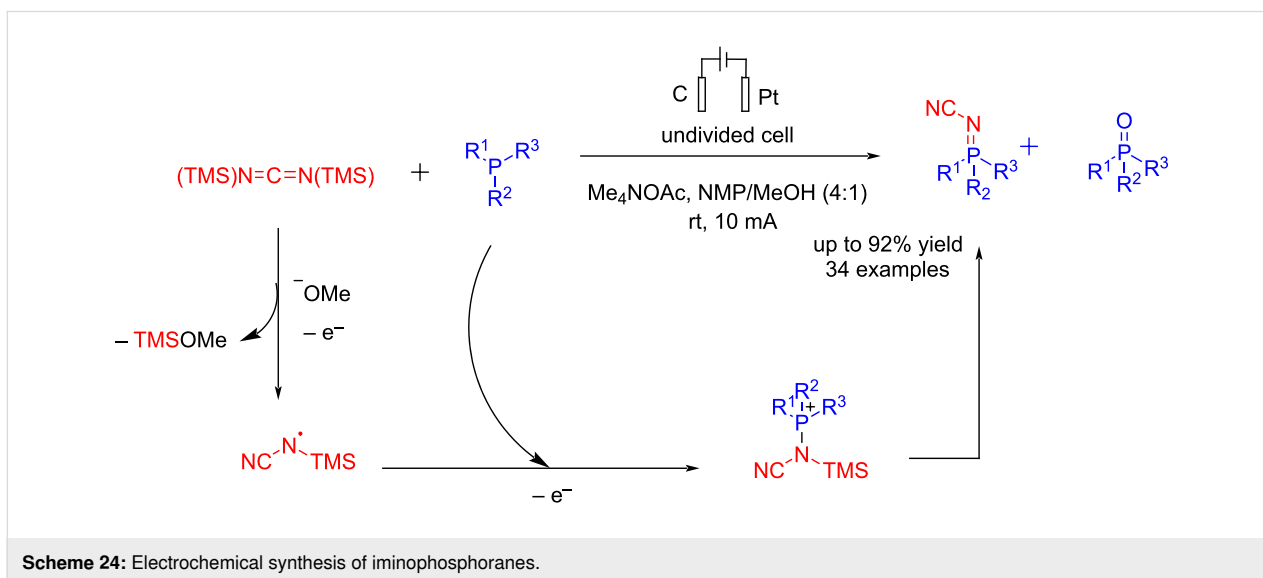 C Pt
undivided cell
(TMS)N=C=N(TMS) + R¹ P R³ R²
Me₄NOAc, NMP/MeOH (4:1)
rt, 10 mA
NC N P R¹ R₂ R³ + O P R¹ R² R³
up to 92% yield
34 examples
⁻OMe
– e⁻
– TMSOMe
NC N• TMS
– e⁻
R¹ R² R³ P⁺ N NC TMS
Scheme 24: Electrochemical synthesis of iminophosphoranes.